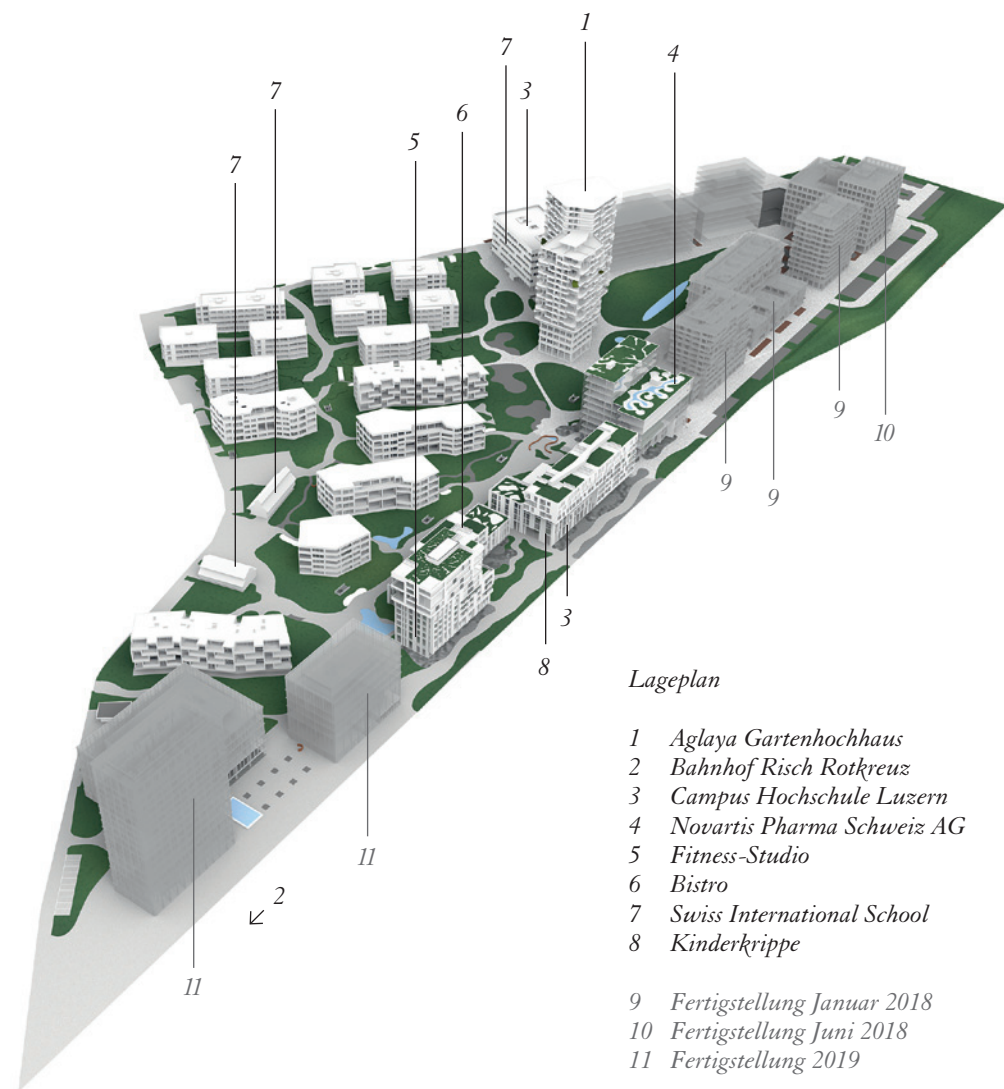 1
7
4
3
7
6
5
7
9
10
9
9
3
8
11
2
11
Lageplan
1 Aglaya Gartenhochhaus
2 Bahnhof Risch Rotkreuz
3 Campus Hochschule Luzern
4 Novartis Pharma Schweiz AG
5 Fitness-Studio
6 Bistro
7 Swiss International School
8 Kinderkrippe
9 Fertigstellung Januar 2018
10 Fertigstellung Juni 2018
11 Fertigstellung 2019